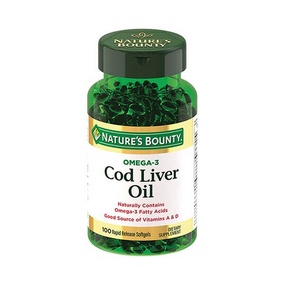 NATURE'S BOUNTY
OMEGA-3
Cod Liver
Oil
Naturally Contains
Omega-3 Fatty Acids
Good Source of Vitamins A & D
100 Rapid Release Softgels
DIETARY
SUPPLEMENT